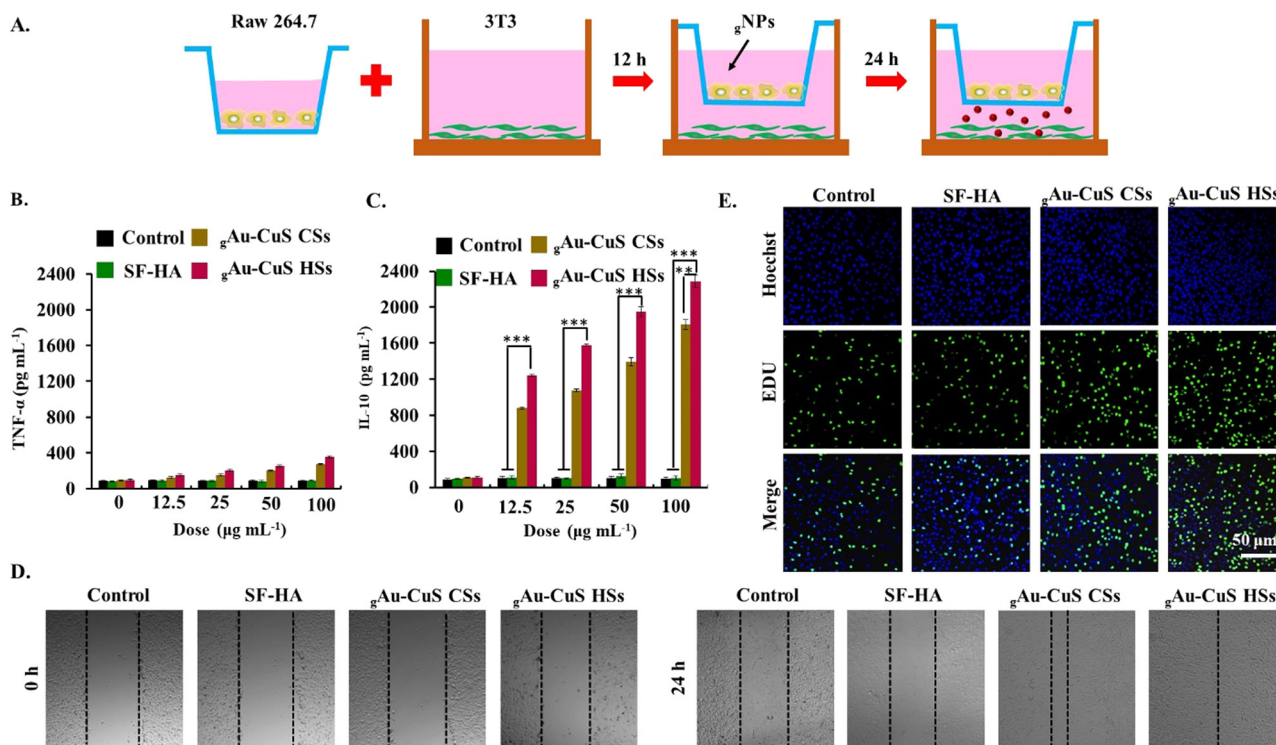 A.
Raw 264.7
3T3
12 h
gNPs
24 h
B.
Control
gAu-CuS CSs
SF-HA
gAu-CuS HSs
TNF-α (pg mL⁻¹)
2400
2000
1600
1200
800
400
0
0 12.5 25 50 100
Dose (µg mL⁻¹)
C.
Control
gAu-CuS CSs
SF-HA
gAu-CuS HSs
IL-10 (pg mL⁻¹)
2400
2000
1600
1200
800
400
0
***
***
***
***
**
0 12.5 25 50 100
Dose (µg mL⁻¹)
E.
Control SF-HA gAu-CuS CSs gAu-CuS HSs
Hoechst
EDU
Merge
50 µm
D.
Control SF-HA gAu-CuS CSs gAu-CuS HSs
0 h
Control SF-HA gAu-CuS CSs gAu-CuS HSs
24 h